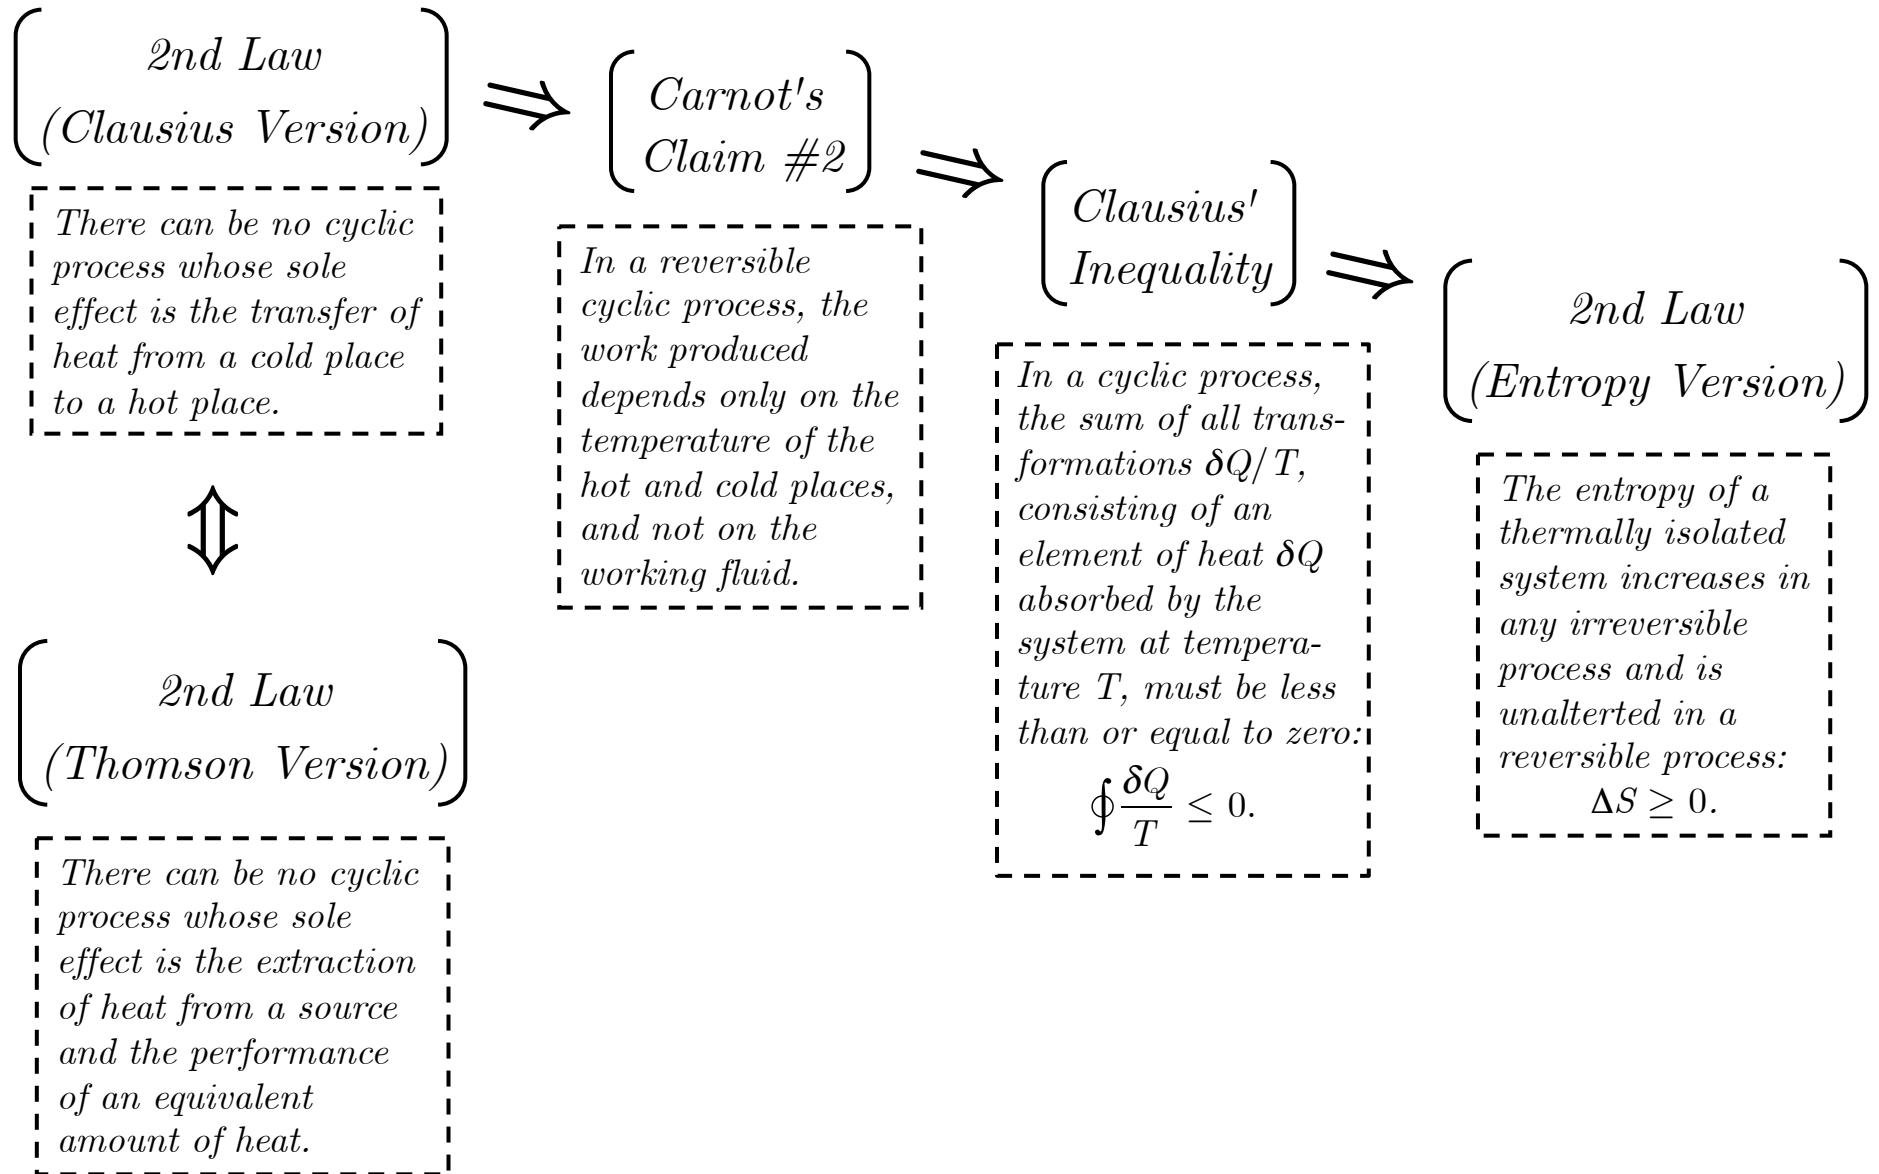 2nd Law
(Clausius Version)
There can be no cyclic
process whose sole
effect is the transfer of
heat from a cold place
to a hot place.
Carnot's
Claim #2
In a reversible
cyclic process, the
work produced
depends only on the
temperature of the
hot and cold places,
and not on the
working fluid.
Clausius'
Inequality
In a cyclic process,
the sum of all trans-
formations δQ/T,
consisting of an
element of heat δQ
absorbed by the
system at tempera-
ture T, must be less
than or equal to zero:
∮ δQ/T ≤ 0.
2nd Law
(Entropy Version)
The entropy of a
thermally isolated
system increases in
any irreversible
process and is
unalterted in a
reversible process:
ΔS ≥ 0.
2nd Law
(Thomson Version)
There can be no cyclic
process whose sole
effect is the extraction
of heat from a source
and the performance
of an equivalent
amount of heat.